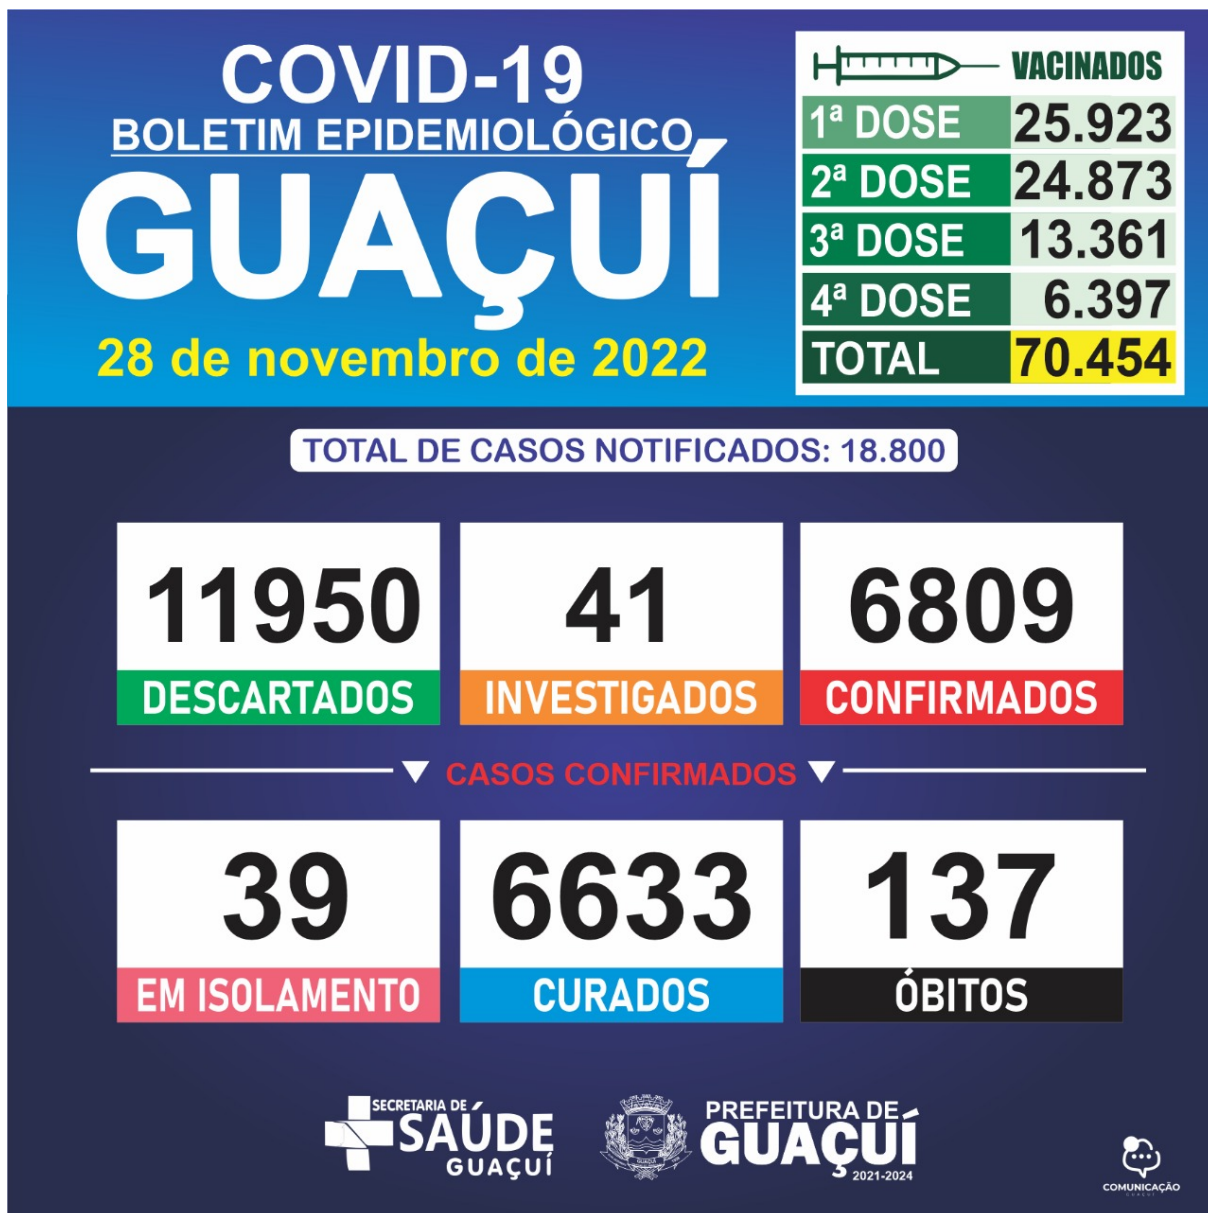 COVID-19
BOLETIM EPIDEMIOLÓGICO
GUAÇUÍ
28 de novembro de 2022
VACINADOS
1ª DOSE 25.923
2ª DOSE 24.873
3ª DOSE 13.361
4ª DOSE 6.397
TOTAL 70.454
TOTAL DE CASOS NOTIFICADOS: 18.800
11950
DESCARTADOS
41
INVESTIGADOS
6809
CONFIRMADOS
CASOS CONFIRMADOS
39
EM ISOLAMENTO
6633
CURADOS
137
ÓBITOS
SECRETARIA DE
SAÚDE
GUAÇUÍ
PREFEITURA DE
GUAÇUÍ
2021-2024
COMUNICAÇÃO
GUAÇUÍ